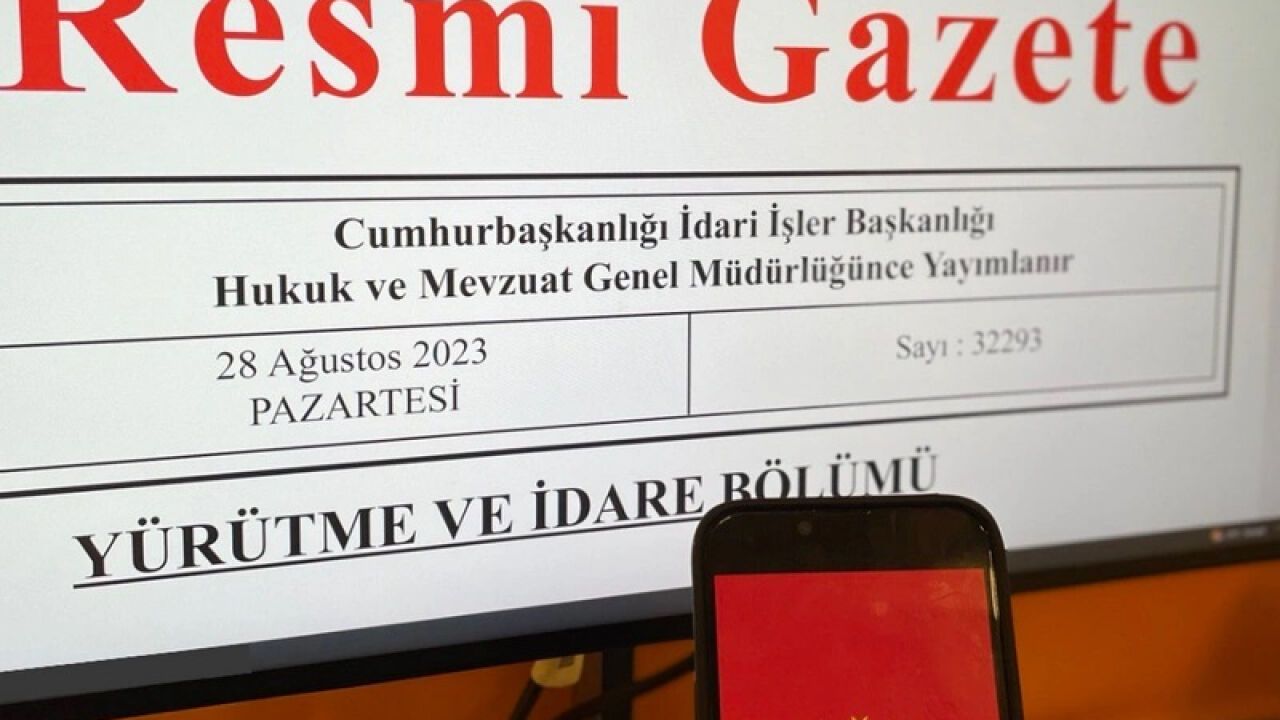 Resmi Gazete
Cumhurbaşkanlığı İdari İşler Başkanlığı
Hukuk ve Mevzuat Genel Müdürlüğünce Yayımlanır
28 Ağustos 2023
PAZARTESİ
Sayı : 32293
YÜRÜTME VE İDARE BÖLÜMÜ